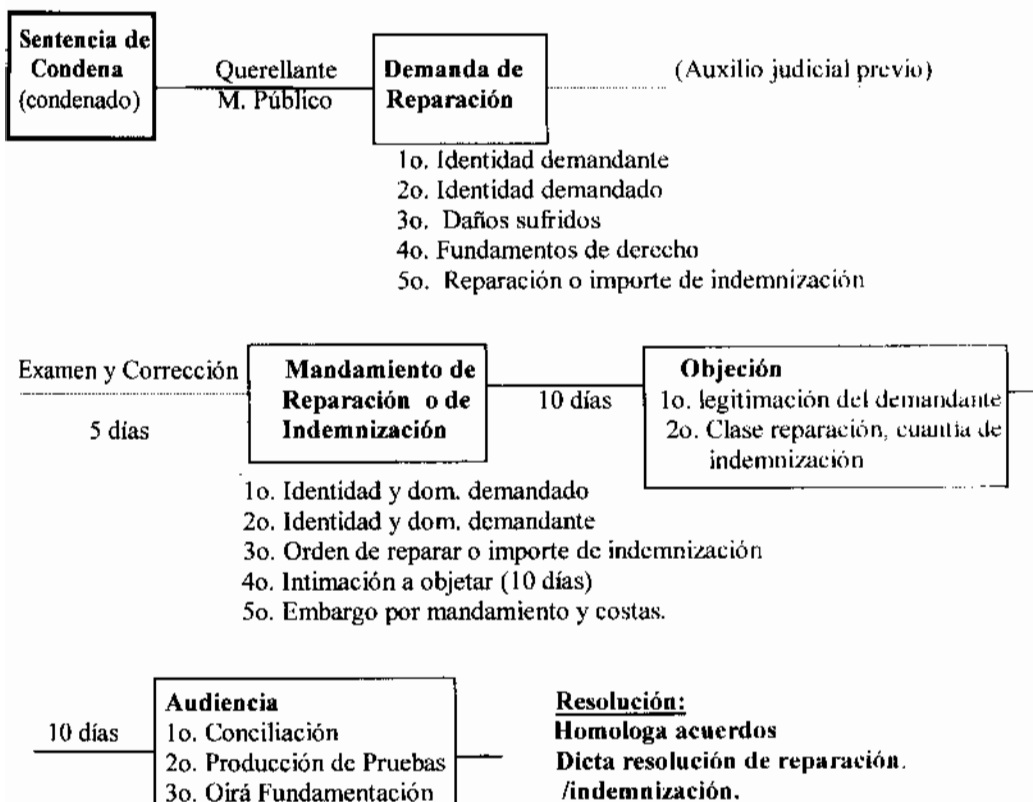 Sentencia de
Condena
(condenado)
Querellante
M. Público
Demanda de
Reparación
(Auxilio judicial previo)
1o. Identidad demandante
2o. Identidad demandado
3o. Daños sufridos
4o. Fundamentos de derecho
5o. Reparación o importe de indemnización
Examen y Corrección
5 días
Mandamiento de
Reparación o de
Indemnización
10 días
Objeción
1o. legitimación del demandante
2o. Clase reparación, cuantía de
indemnización
1o. Identidad y dom. demandado
2o. Identidad y dom. demandante
3o. Orden de reparar o importe de indemnización
4o. Intimación a objetar (10 días)
5o. Embargo por mandamiento y costas.
10 días
Audiencia
1o. Conciliación
2o. Producción de Pruebas
3o. Oirá Fundamentación
Resolución:
Homologa acuerdos
Dicta resolución de reparación.
/indemnización.